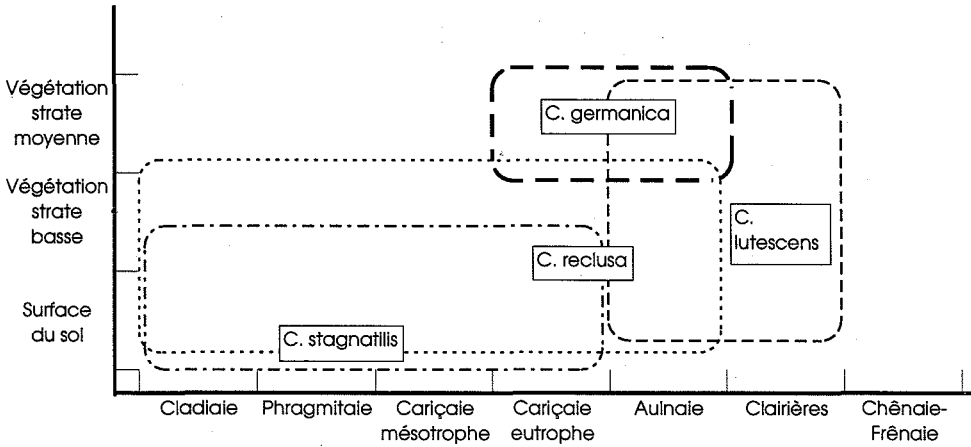 Végétation
strate
moyenne
Végétation
strate
basse
Surface
du sol
C. germanica
C.
lutescens
C. reclusa
C. stagnatilis
Cladiaie
Phragmitaie
Cariçaie
mésotrophe
Cariçaie
eutrophe
Aulnaie
Clairières
Chênaie-
Frênaie